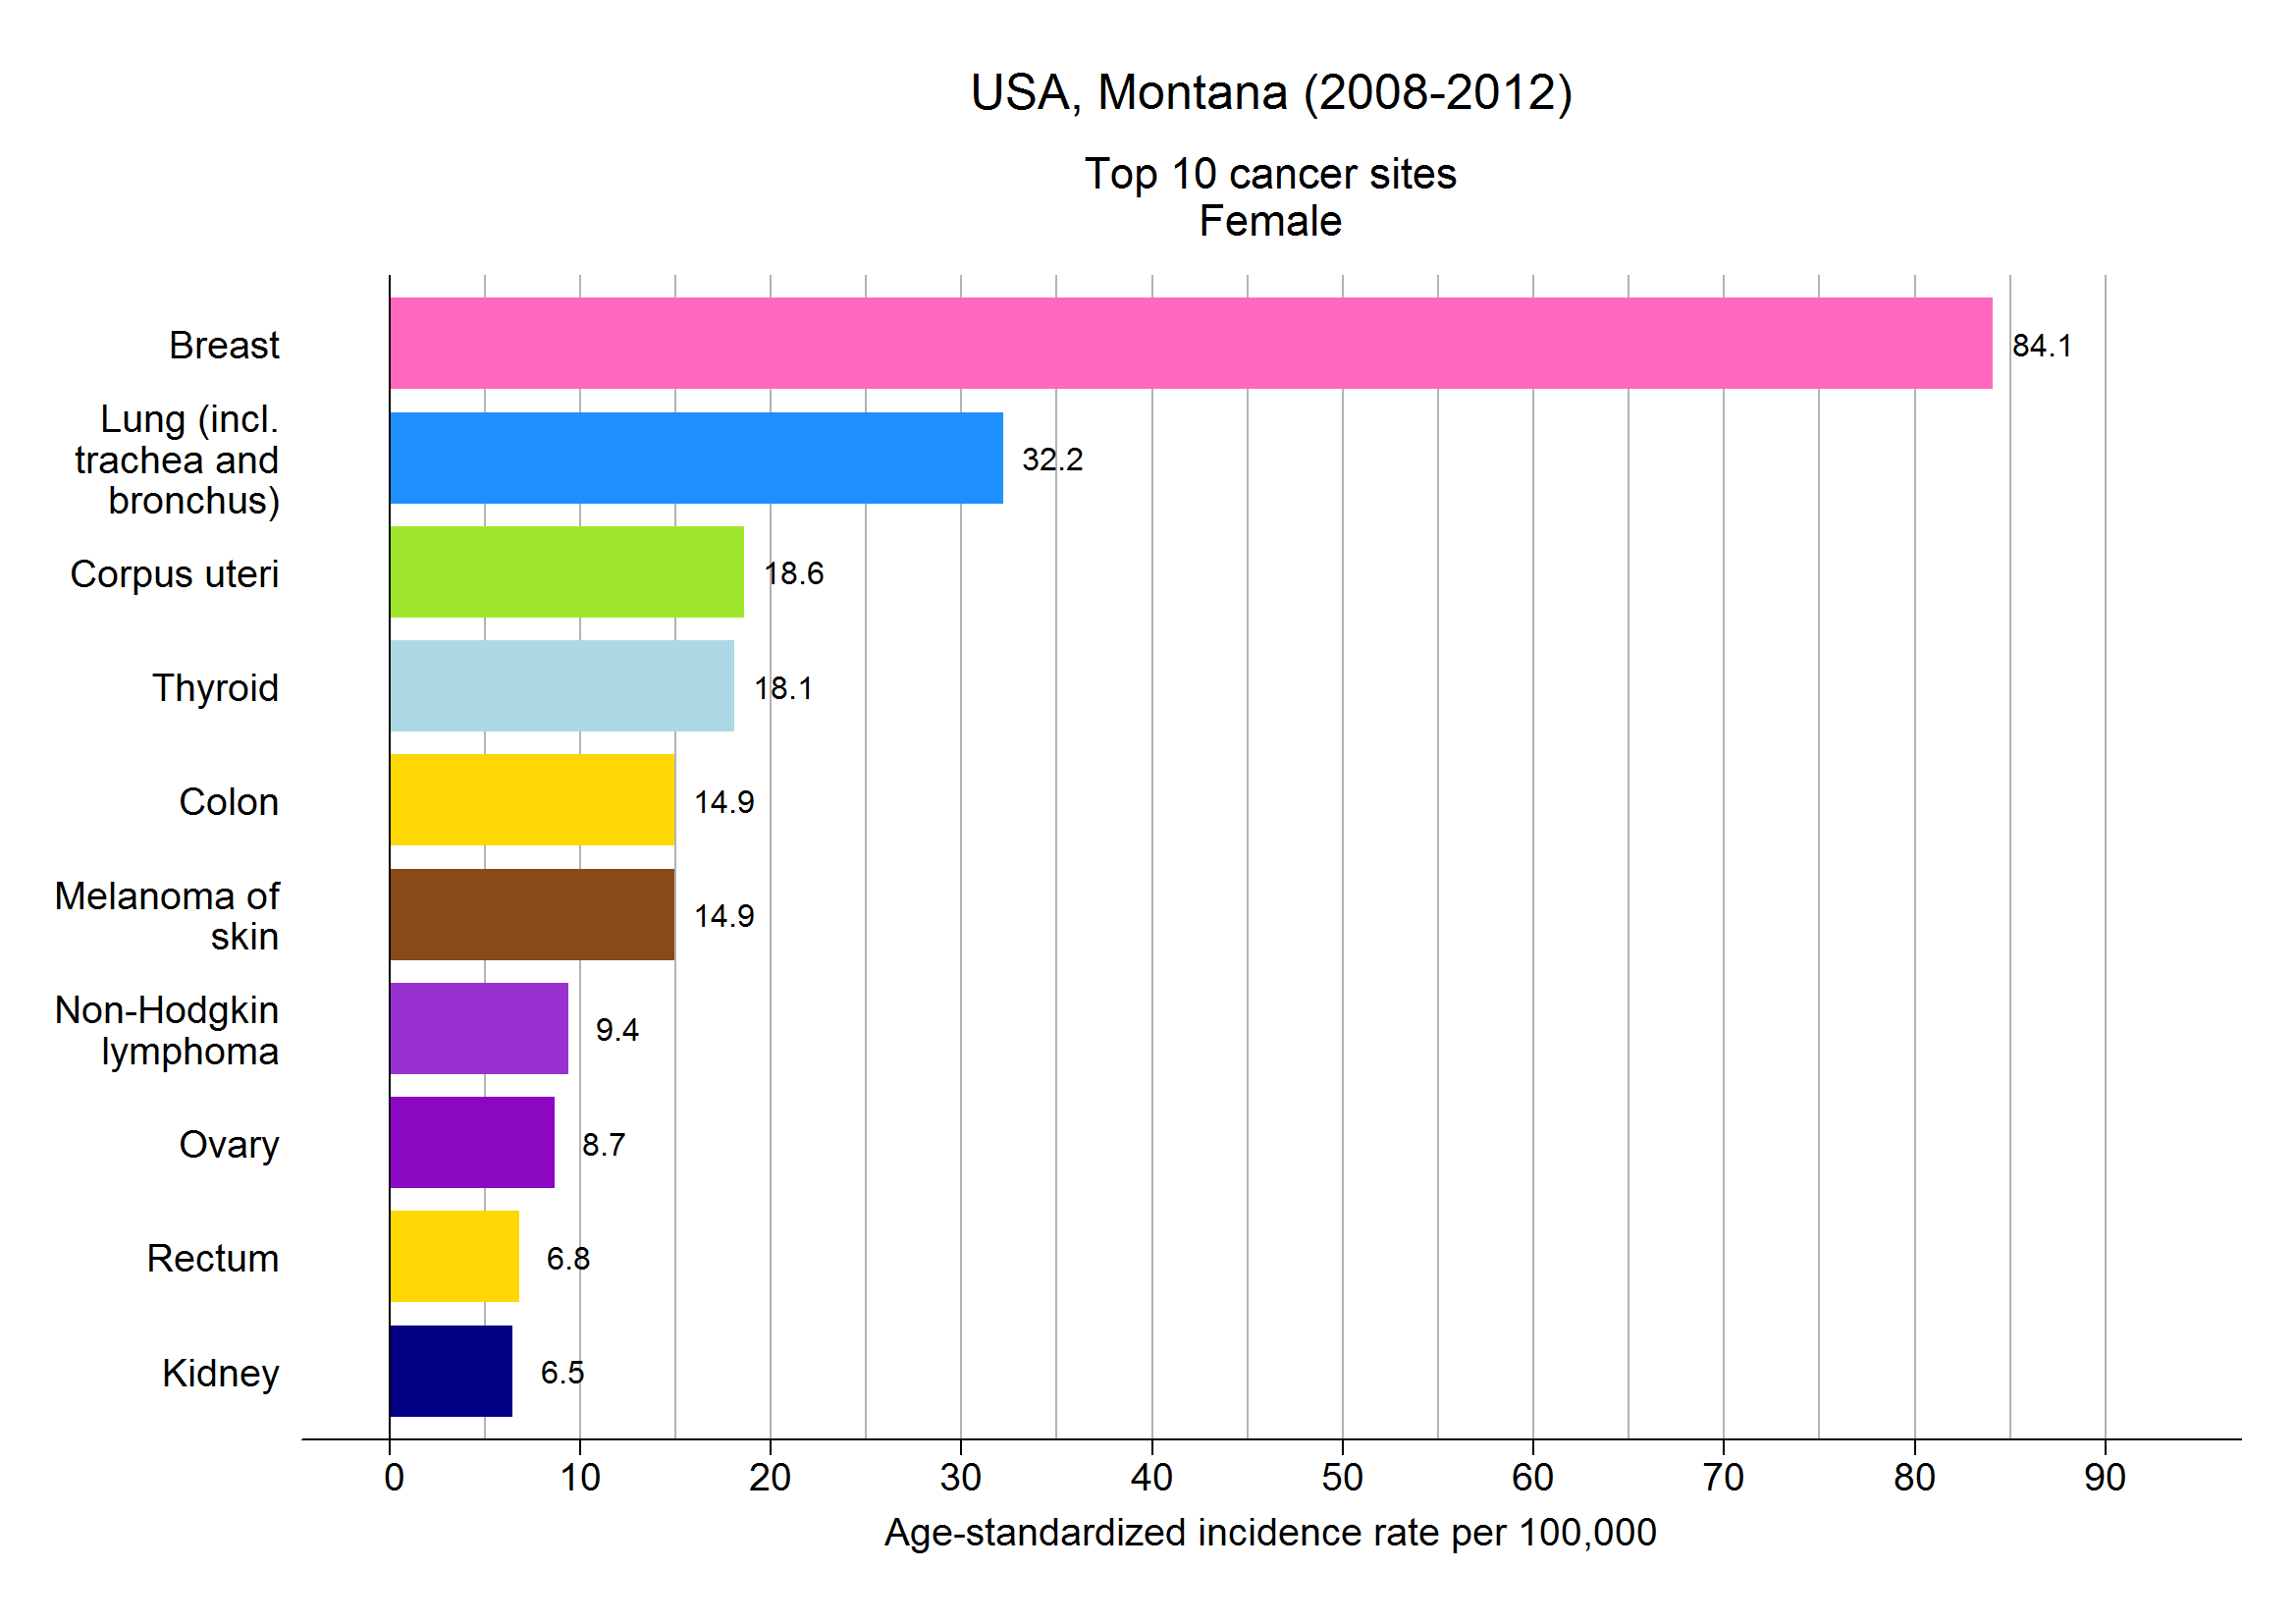 USA, Montana (2008-2012)
Top 10 cancer sites
Female
Breast
84.1
Lung (incl.
trachea and
bronchus)
32.2
Corpus uteri
18.6
Thyroid
18.1
Colon
14.9
Melanoma of
skin
14.9
Non-Hodgkin
lymphoma
9.4
Ovary
8.7
Rectum
6.8
Kidney
6.5
0 10 20 30 40 50 60 70 80 90
Age-standardized incidence rate per 100,000